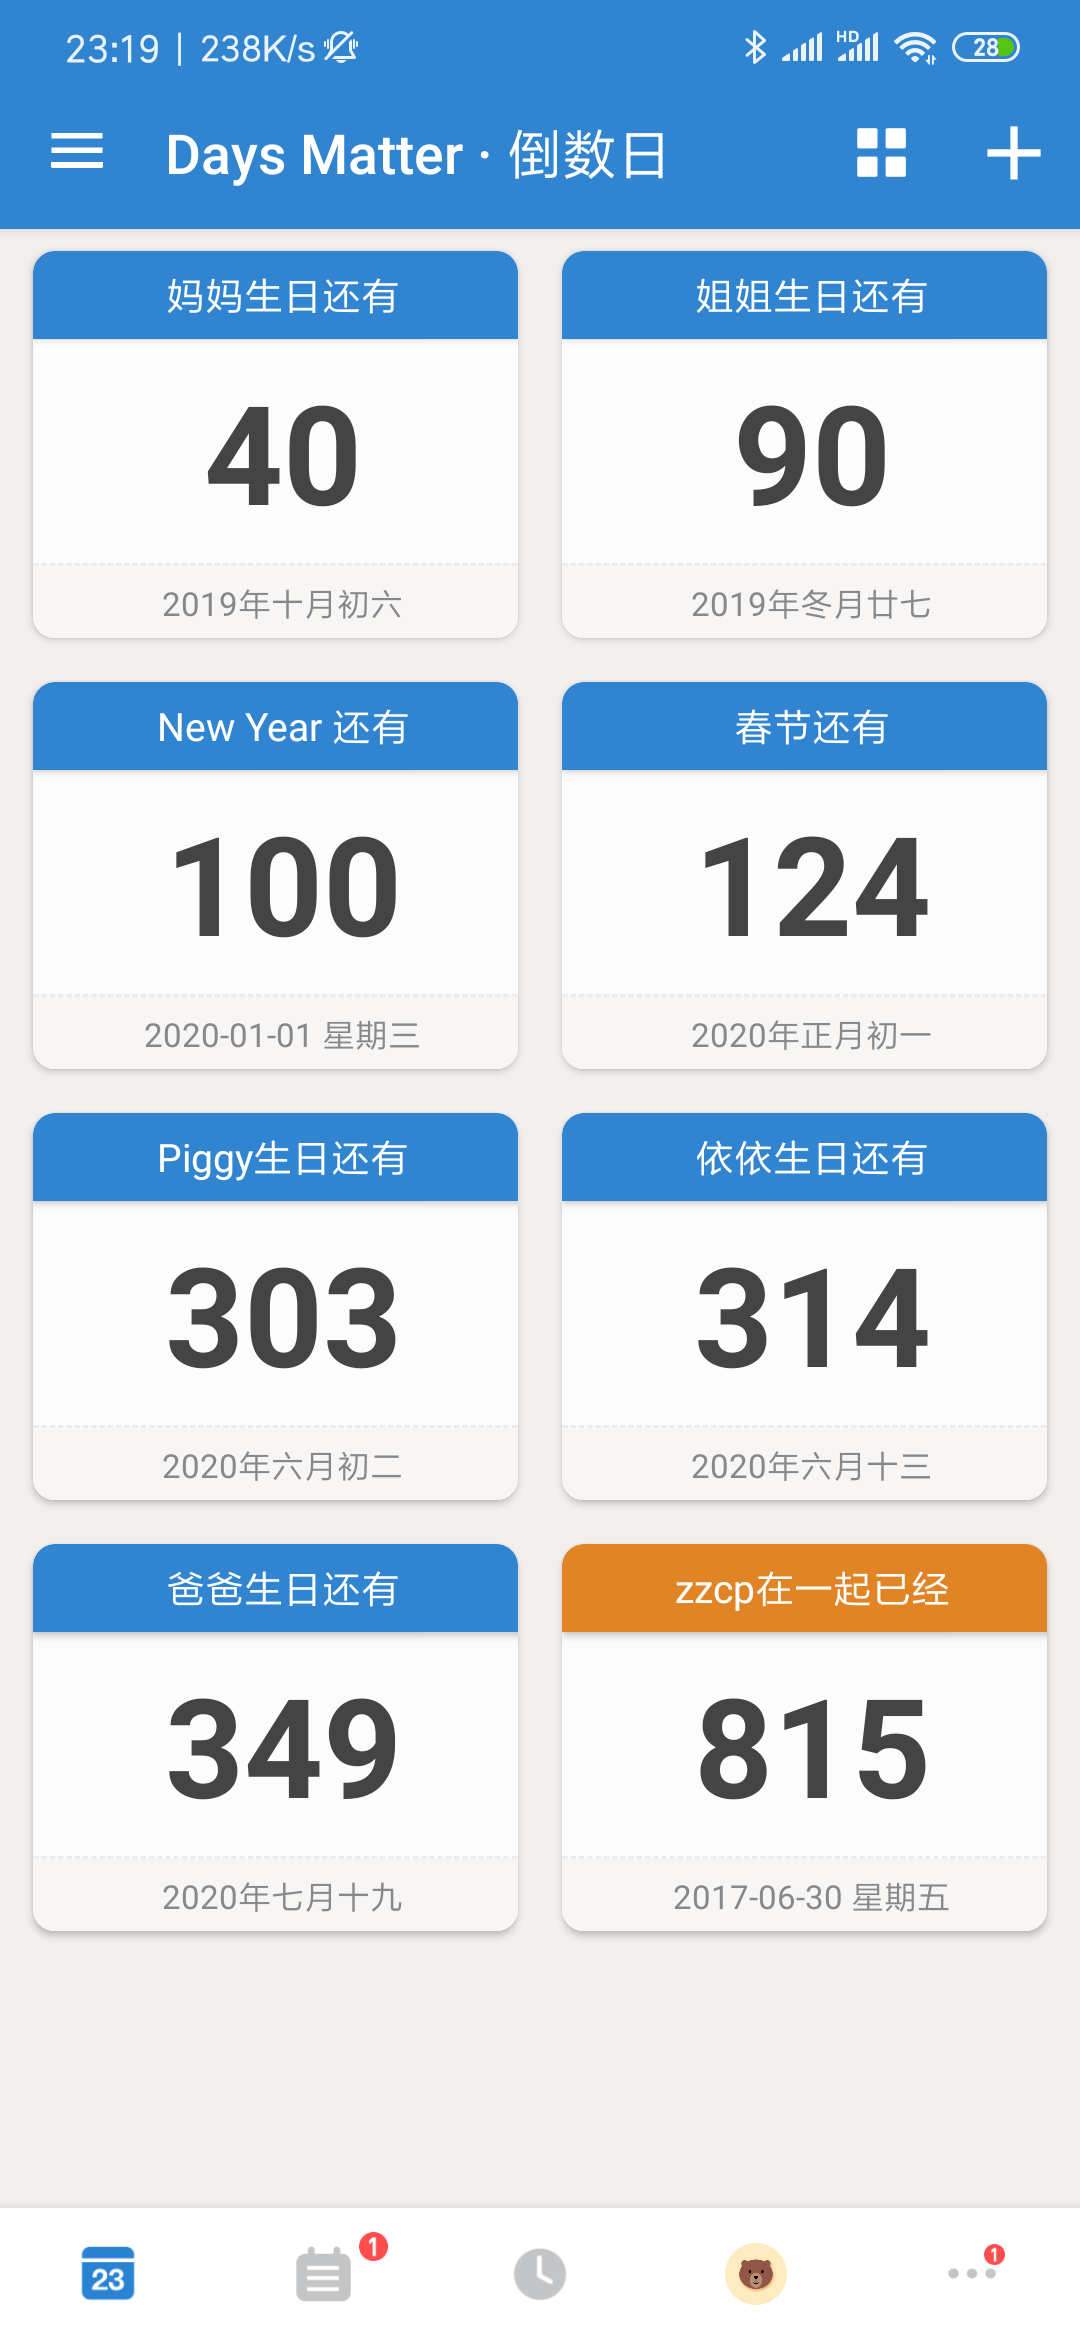 23:19 | 238K/s HD 28
Days Matter · 倒数日
妈妈生日还有
40
2019年十月初六
姐姐生日还有
90
2019年冬月廿七
New Year 还有
100
2020-01-01 星期三
春节还有
124
2020年正月初一
Piggy生日还有
303
2020年六月初二
依依生日还有
314
2020年六月十三
爸爸生日还有
349
2020年七月十九
zzcp在一起已经
815
2017-06-30 星期五
23
1
1